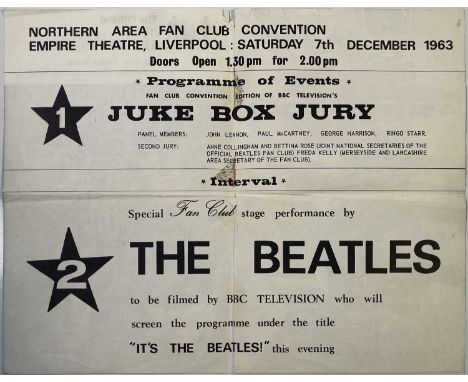 NORTHERN AREA FAN CLUB CONVENTION
EMPIRE THEATRE, LIVERPOOL : SATURDAY 7th DECEMBER 1963
Doors Open 1.30 pm for 2.00 pm
* Programme of Events *
FAN CLUB CONVENTION EDITION OF BBC TELEVISION'S
1 JUKE BOX JURY
PANEL MEMBERS: JOHN LENNON, PAUL McCARTNEY, GEORGE HARRISON, RINGO STARR.
SECOND JURY: ANNE COLLINGHAM and BETTINA ROSE (JOINT NATIONAL SECRETARIES OF THE
OFFICIAL BEATLES FAN CLUB) FREDA KELLY (MERSEYSIDE AND LANCASHIRE
AREA SECRETARY OF THE FAN CLUB).
* Interval *
Special Fan Club stage performance by
2 THE BEATLES
to be filmed by BBC TELEVISION who will
screen the programme under the title
"IT'S THE BEATLES!" this evening